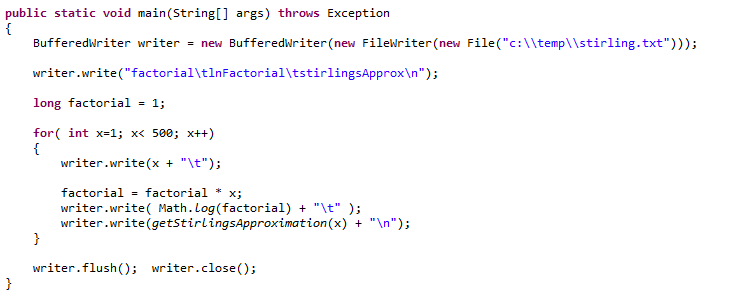 public static void main(String[] args) throws Exception
{
    BufferedWriter writer = new BufferedWriter(new FileWriter(new File("c:\\temp\\stirling.txt")));
    writer.write("factorial\tlnFactorial\tstirlingsApprox\n");
    long factorial = 1;
    for( int x=1; x< 500; x++)
    {
        writer.write(x + "\t");
        factorial = factorial * x;
        writer.write( Math.log(factorial) + "\t" );
        writer.write(getStirlingsApproximation(x) + "\n");
    }
    writer.flush();  writer.close();
}